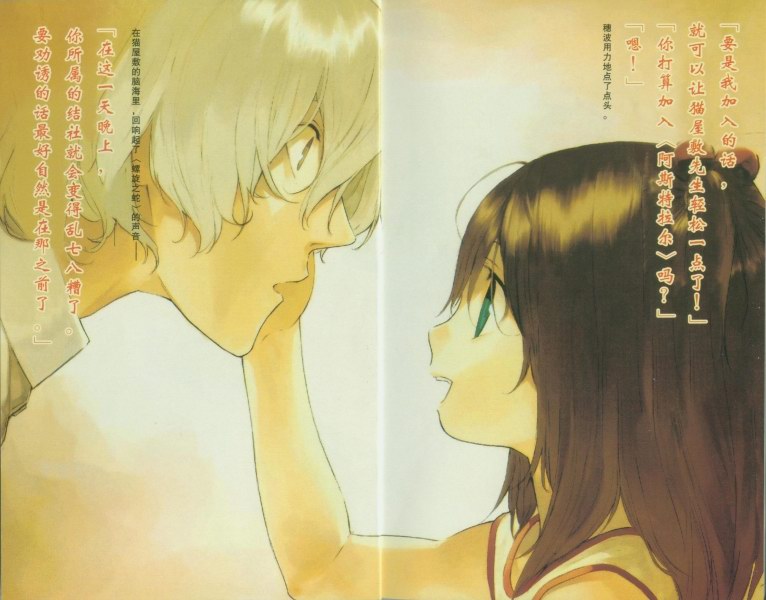 『要是我加入的话，
就可以让猫屋敷先生轻松一点了！』
『你打算加入〈阿斯特拉尔〉吗？』
『嗯！』
穗波用力地点了点头。
在猫屋敷的脑海里，回响起了〈螺旋之蛇〉的声音——
『在这一天晚上，
你所属的结社就会变得乱七八糟了。
要劝诱的话最好自然是在那之前了。』